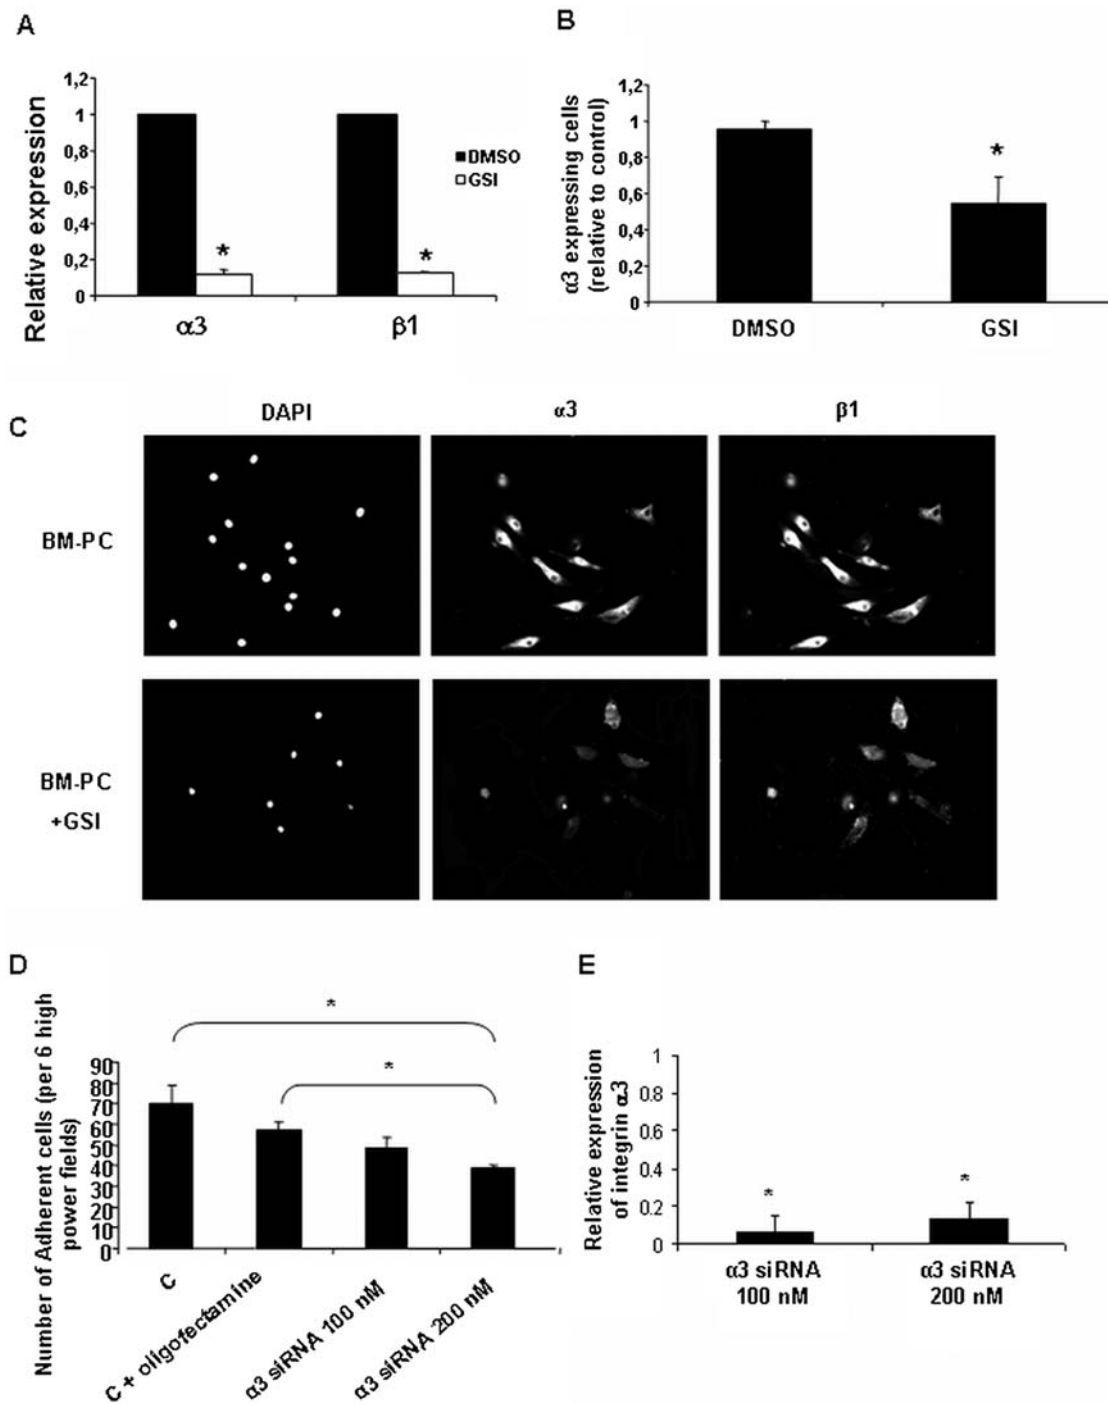 A
Relative expression
1,2
1
0,8
0,6
0,4
0,2
0
*
*
α3
β1
DMSO
GSI
B
α3 expressing cells
(relative to control)
1,2
1
0,8
0,6
0,4
0,2
0
*
DMSO
GSI
C
DAPI
α3
β1
BM-PC
BM-PC
+GSI
D
Number of Adherent cells (per 6 high
power fields)
90
80
70
60
50
40
30
20
10
0
*
*
C
C + oligofectamine
α3 siRNA 100 nM
α3 siRNA 200 nM
E
Relative expression
of integrin α3
1
0.8
0.6
0.4
0.2
0
*
*
α3 siRNA
100 nM
α3 siRNA
200 nM